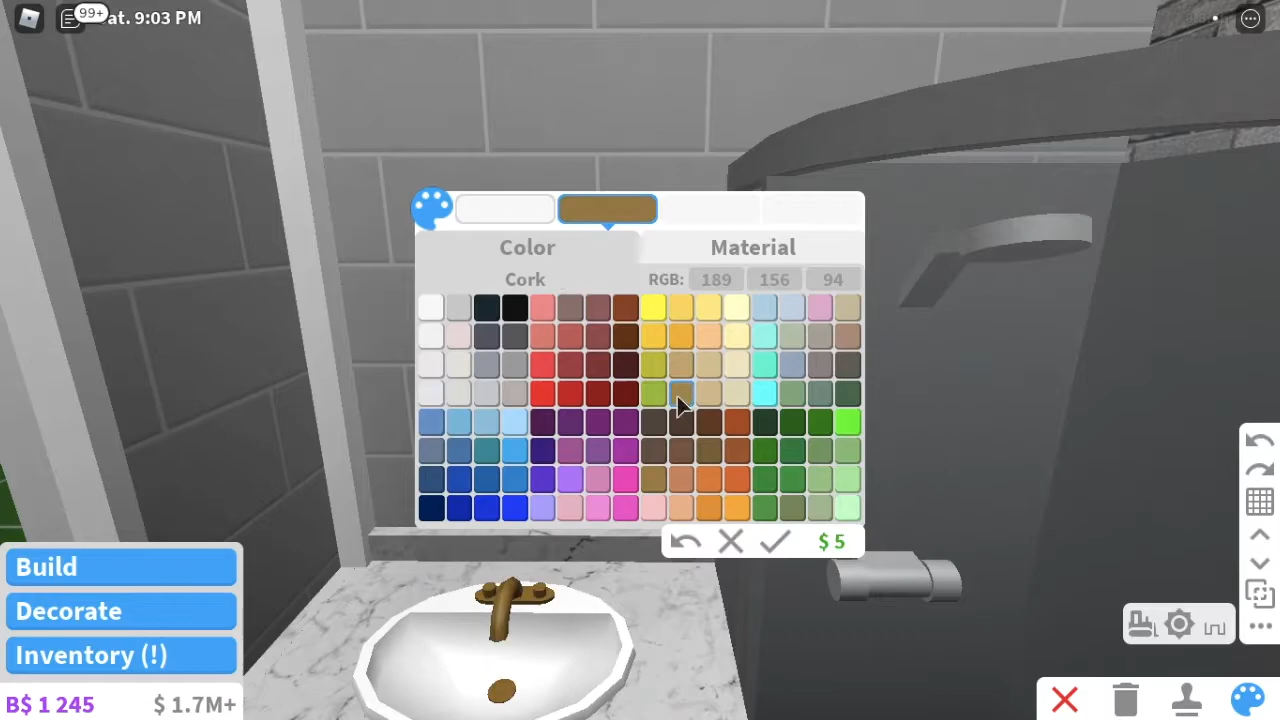 99+
at. 9:03 PM
Color
Material
Cork
RGB: 189 156 94
$ 5
Build
Decorate
Inventory (!)
B$ 1 245
$ 1.7M+